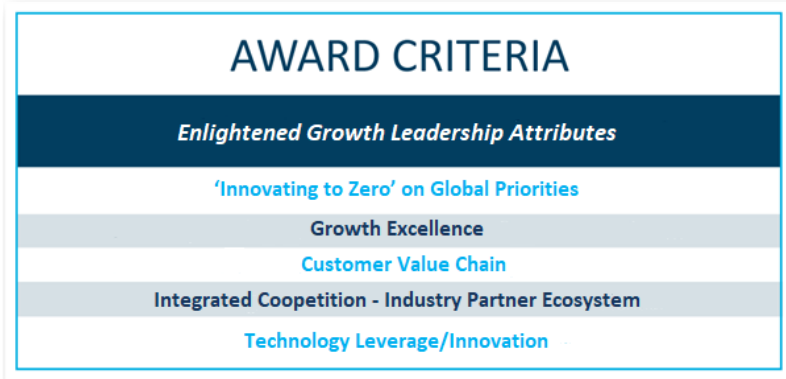 AWARD CRITERIA
Enlightened Growth Leadership Attributes
‘Innovating to Zero’ on Global Priorities
Growth Excellence
Customer Value Chain
Integrated Coopetition - Industry Partner Ecosystem
Technology Leverage/Innovation